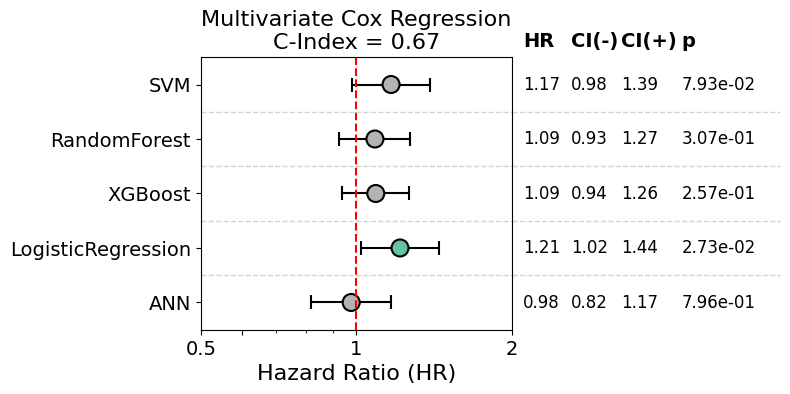 Multivariate Cox Regression
C-Index = 0.67
HR CI(-) CI(+) p
SVM 1.17 0.98 1.39 7.93e-02
RandomForest 1.09 0.93 1.27 3.07e-01
XGBoost 1.09 0.94 1.26 2.57e-01
LogisticRegression 1.21 1.02 1.44 2.73e-02
ANN 0.98 0.82 1.17 7.96e-01
0.5 1 2
Hazard Ratio (HR)